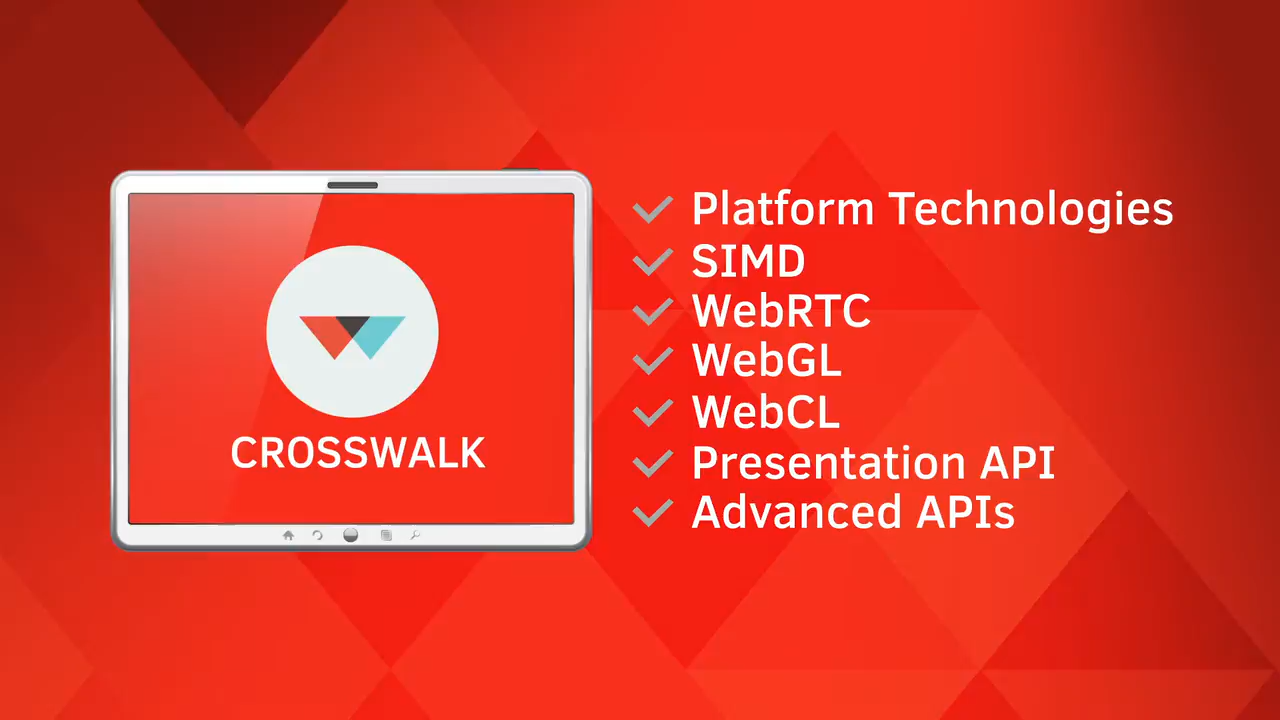 CROSSWALK
Platform Technologies
SIMD
WebRTC
WebGL
WebCL
Presentation API
Advanced APIs